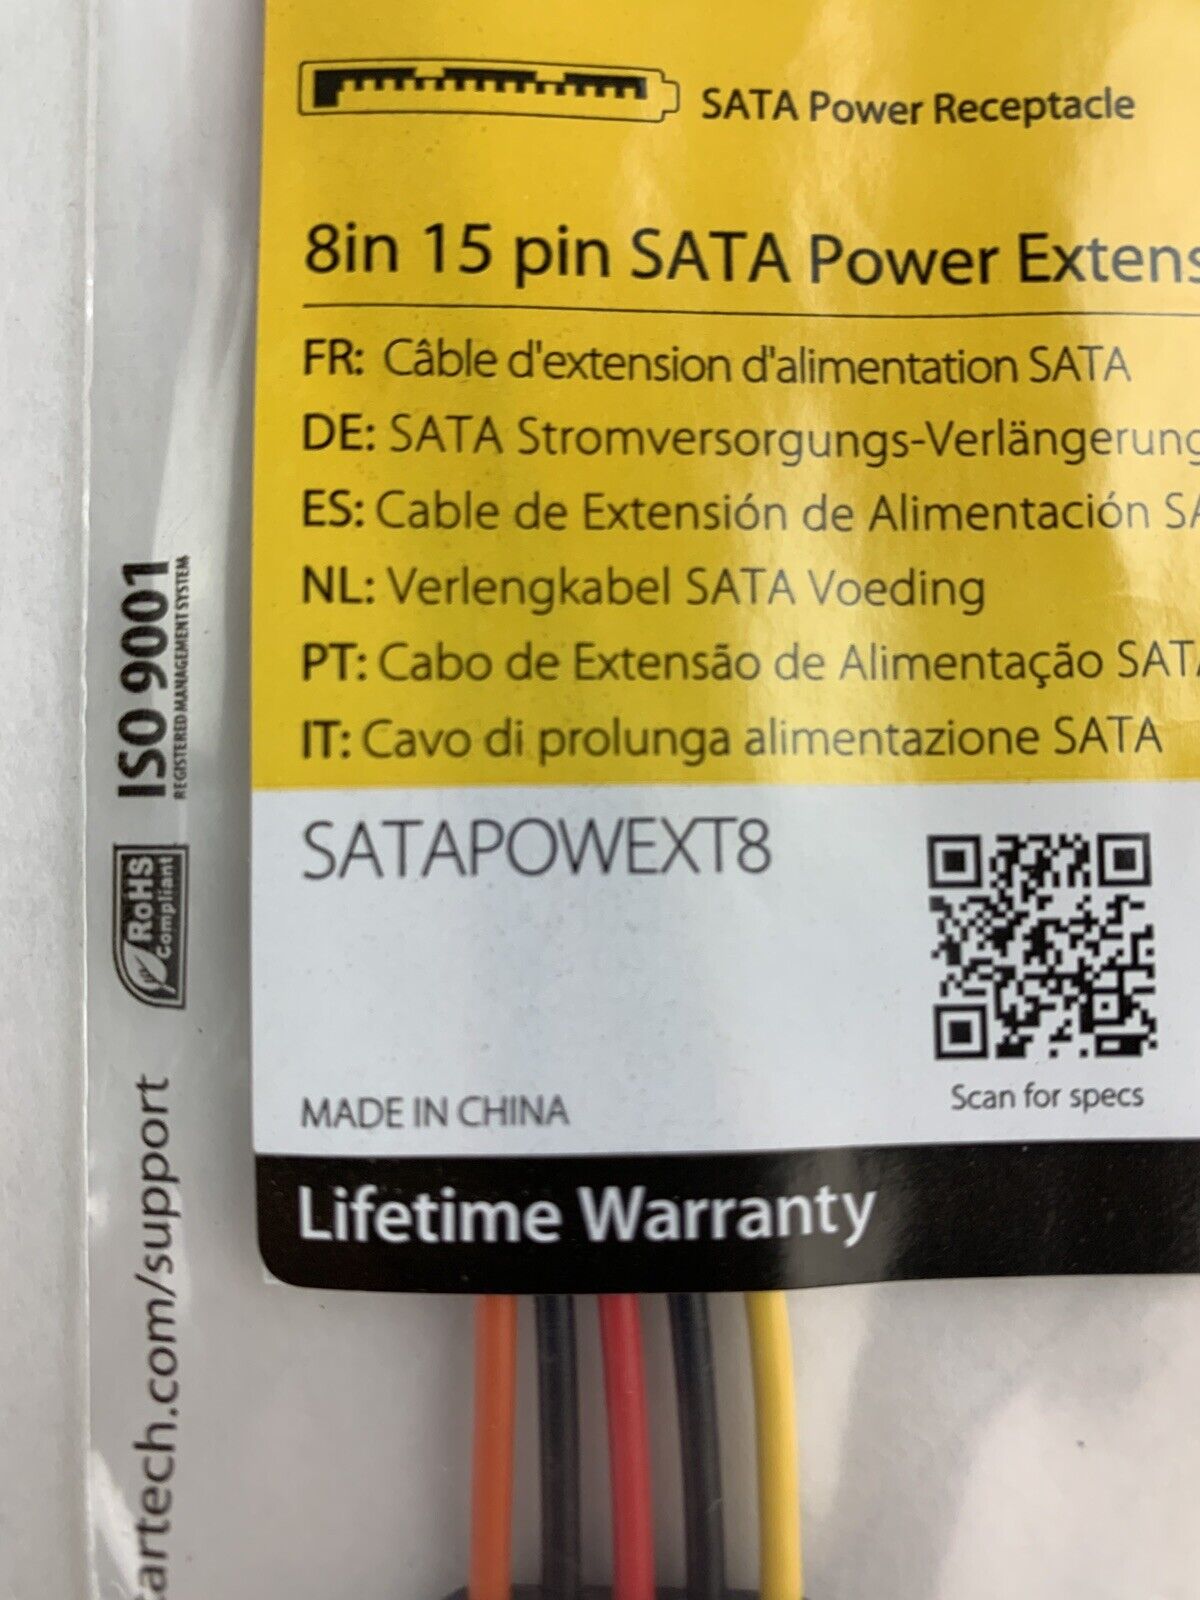 SATA Power Receptacle
8in 15 pin SATA Power Extens
FR: Câble d'extension d'alimentation SATA
DE: SATA Stromversorgungs-Verlängerung
ES: Cable de Extensión de Alimentación SA
NL: Verlengkabel SATA Voeding
PT: Cabo de Extensão de Alimentação SATA
IT: Cavo di prolunga alimentazione SATA
SATAPOWEXT8
Scan for specs
MADE IN CHINA
Lifetime Warranty
ISO 9001
REGISTERED MANAGEMENT SYSTEM
RoHS
Compliant
artech.com/support